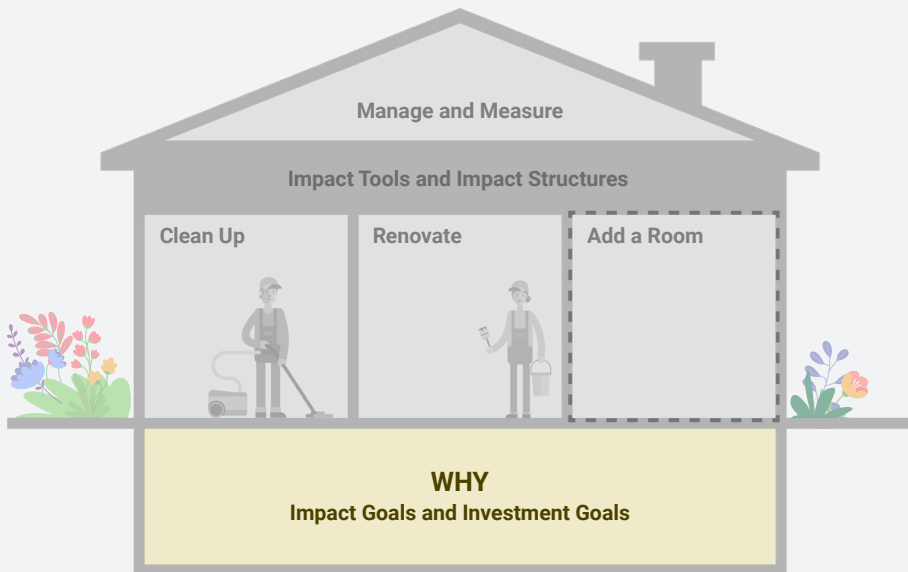 Manage and Measure
Impact Tools and Impact Structures
Clean Up
Renovate
Add a Room
WHY
Impact Goals and Investment Goals